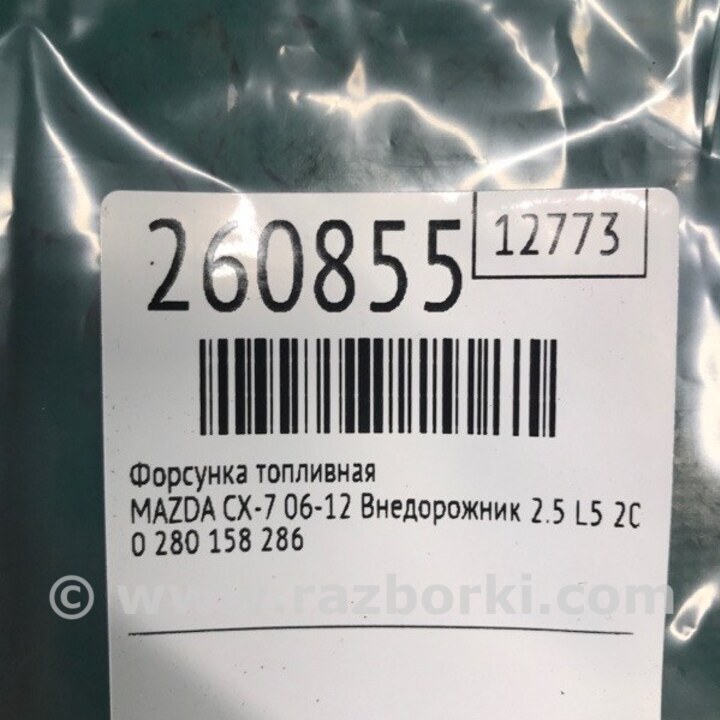 260855
12773
Форсунка топливная
MAZDA CX-7 06-12 Внедорожник 2.5 L5 2C
0 280 158 286
© www.razborki.com